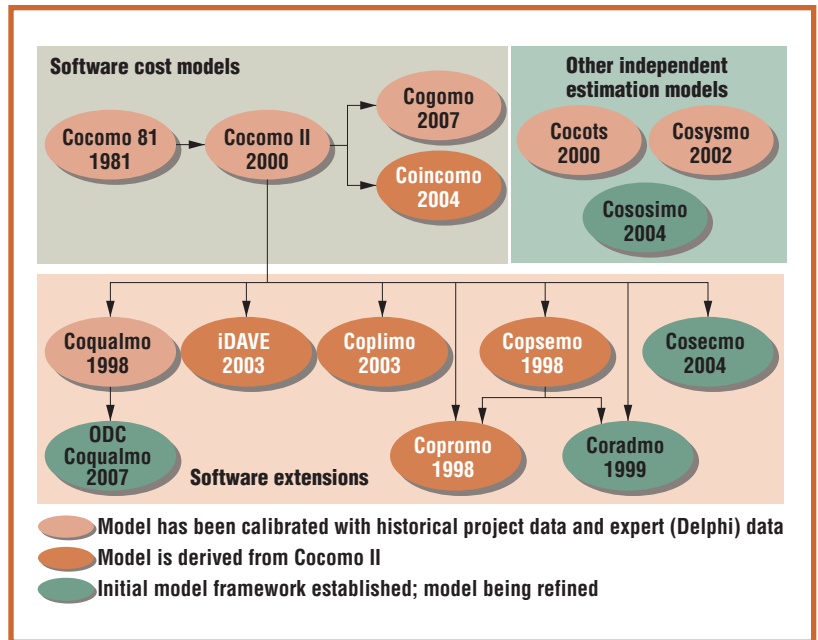 Software cost models
Cocomo 81
1981
Cocomo II
2000
Cogomo
2007
Coincomo
2004
Other independent
estimation models
Cocots
2000
Cosysmo
2002
Cososimo
2004
Coqualmo
1998
iDAVE
2003
Coplimo
2003
Copsemo
1998
Cosecmo
2004
ODC
Coqualmo
2007
Software extensions
Copromo
1998
Coradmo
1999
Model has been calibrated with historical project data and expert (Delphi) data
Model is derived from Cocomo II
Initial model framework established; model being refined